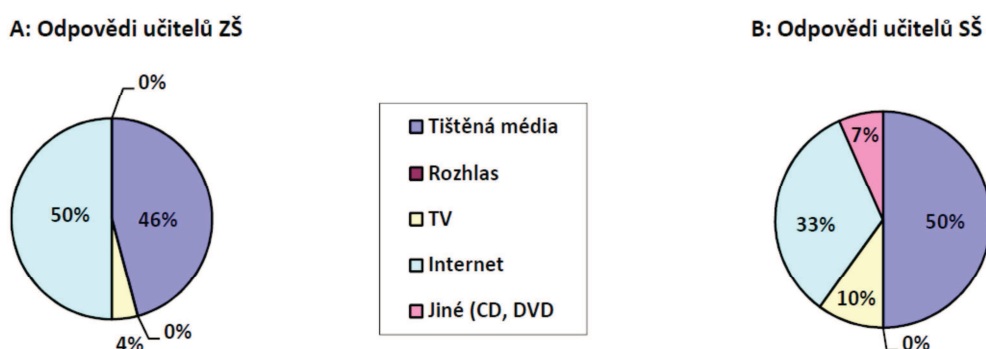 A: Odpovědi učitelů ZŠ
0%
50%
46%
0%
4%
Tištěná média
Rozhlas
TV
Internet
Jiné (CD, DVD
B: Odpovědi učitelů SŠ
7%
33%
50%
10%
0%